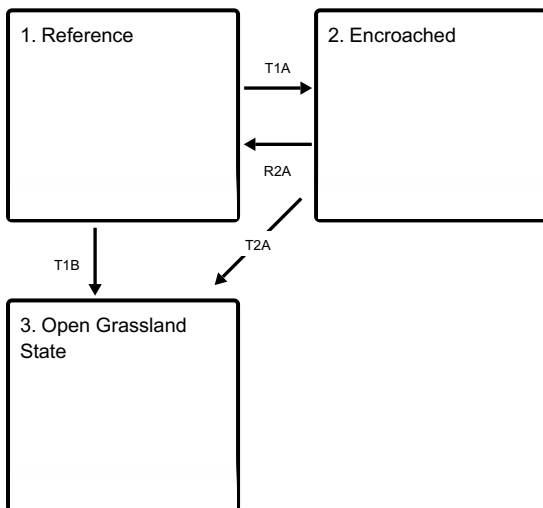 1. Reference
2. Encroached
T1A
R2A
T2A
T1B
3. Open Grassland
State